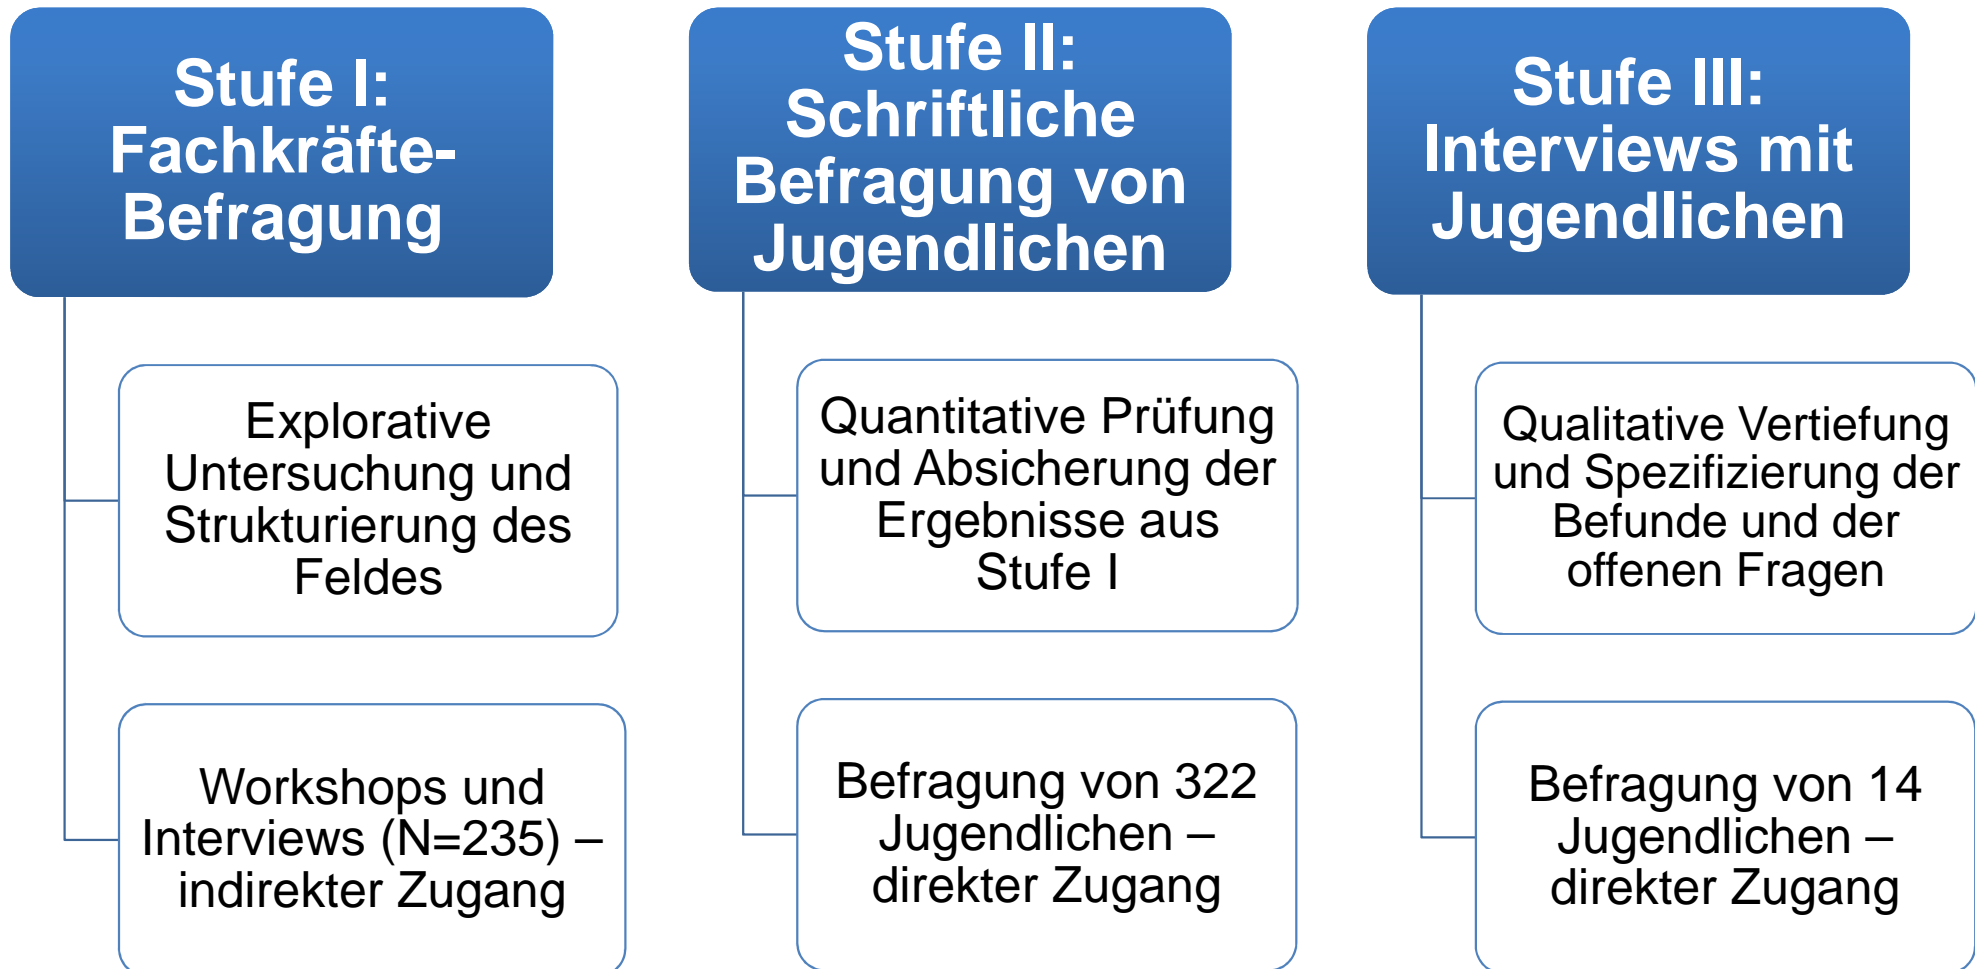 Stufe I:
Fachkräfte-
Befragung
Explorative
Untersuchung und
Strukturierung des
Feldes
Workshops und
Interviews (N=235) –
indirekter Zugang
Stufe II:
Schriftliche
Befragung von
Jugendlichen
Quantitative Prüfung
und Absicherung der
Ergebnisse aus
Stufe I
Befragung von 322
Jugendlichen –
direkter Zugang
Stufe III:
Interviews mit
Jugendlichen
Qualitative Vertiefung
und Spezifizierung der
Befunde und der
offenen Fragen
Befragung von 14
Jugendlichen –
direkter Zugang